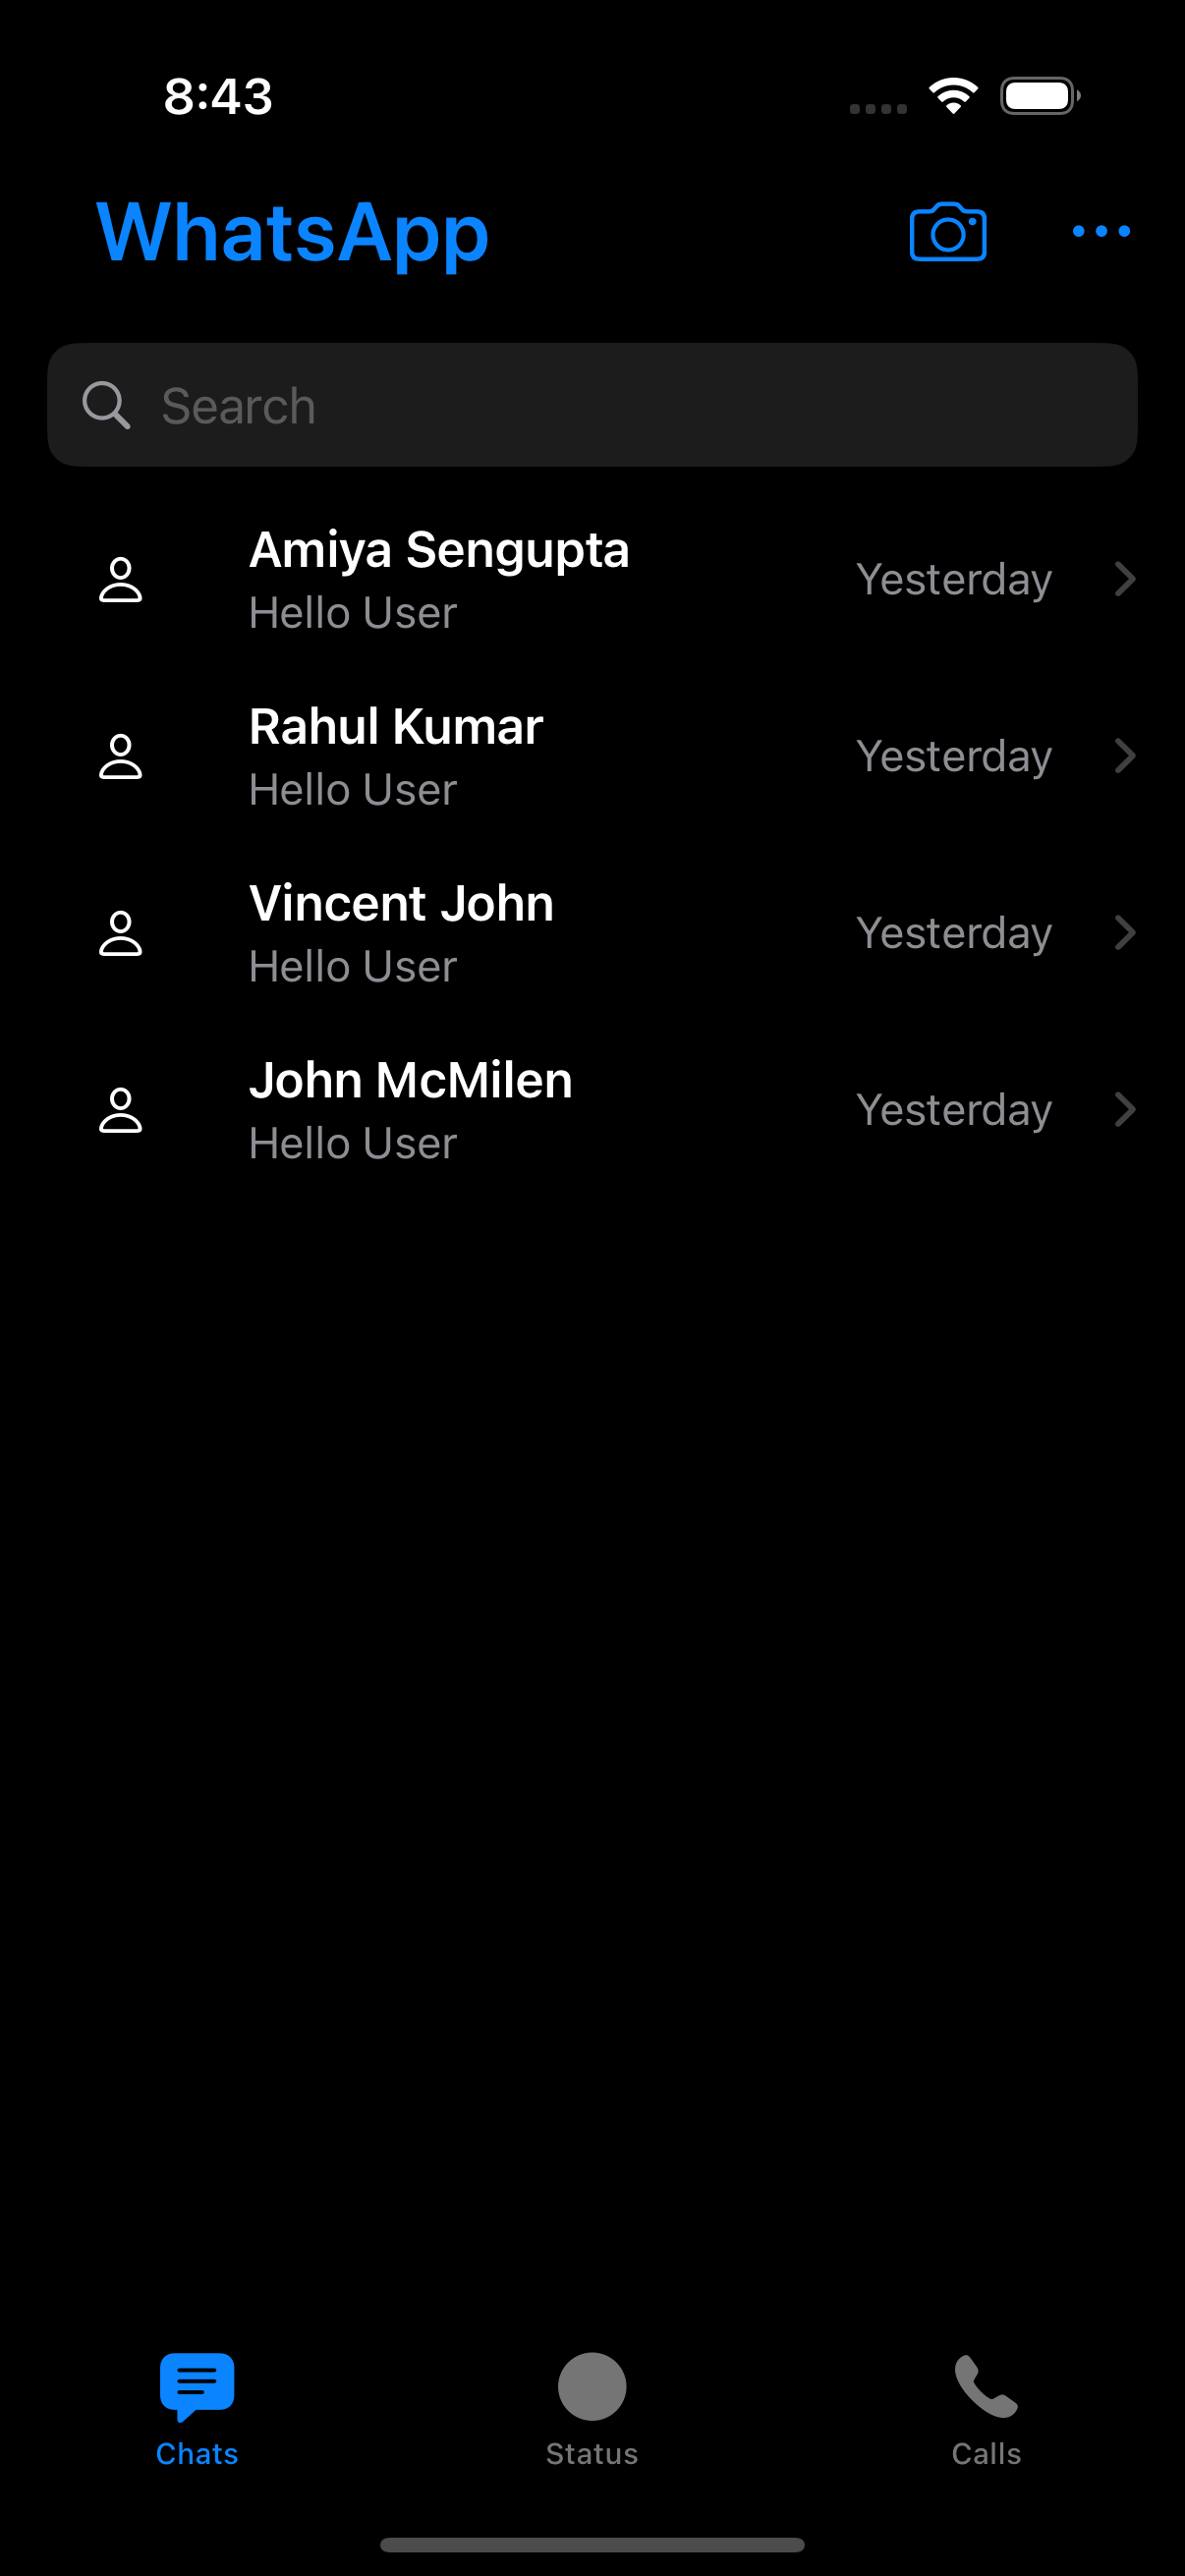 8:43
WhatsApp
Search
Amiya Sengupta
Hello User
Yesterday
Rahul Kumar
Hello User
Yesterday
Vincent John
Hello User
Yesterday
John McMilen
Hello User
Yesterday
Chats
Status
Calls